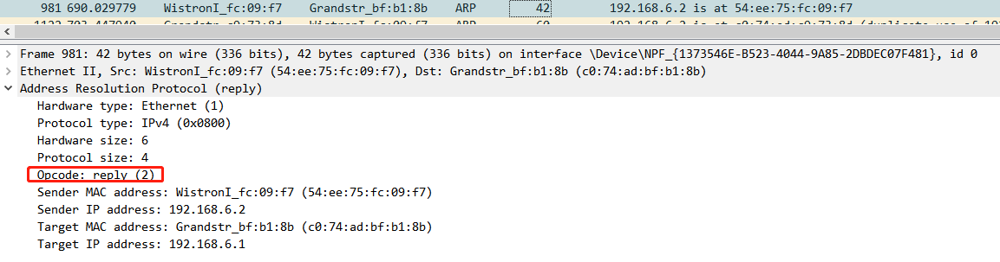 981 690.029779 WistronI_fc:09:f7 Grandstr_bf:b1:8b ARP 42 192.168.6.2 is at 54:ee:75:fc:09:f7
Frame 981: 42 bytes on wire (336 bits), 42 bytes captured (336 bits) on interface \Device\NPF_{1373546E-B523-4044-9A85-2DBDEC07F481}, id 0
Ethernet II, Src: WistronI_fc:09:f7 (54:ee:75:fc:09:f7), Dst: Grandstr_bf:b1:8b (c0:74:ad:bf:b1:8b)
Address Resolution Protocol (reply)
Hardware type: Ethernet (1)
Protocol type: IPv4 (0x0800)
Hardware size: 6
Protocol size: 4
Opcode: reply (2)
Sender MAC address: WistronI_fc:09:f7 (54:ee:75:fc:09:f7)
Sender IP address: 192.168.6.2
Target MAC address: Grandstr_bf:b1:8b (c0:74:ad:bf:b1:8b)
Target IP address: 192.168.6.1